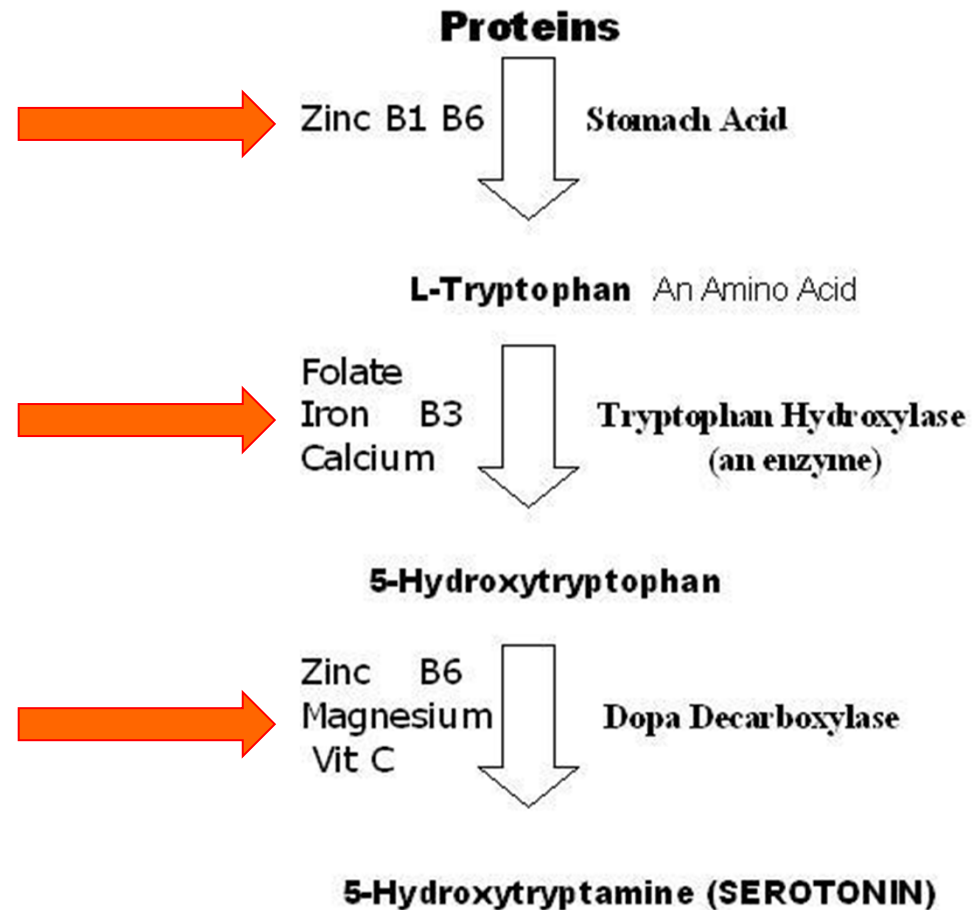 Proteins
Zinc B1 B6 Stomach Acid
L-Tryptophan An Amino Acid
Folate
Iron B3
Calcium
Tryptophan Hydroxylase
(an enzyme)
5-Hydroxytryptophan
Zinc B6
Magnesium
Vit C
Dopa Decarboxylase
5-Hydroxytryptamine (SEROTONIN)